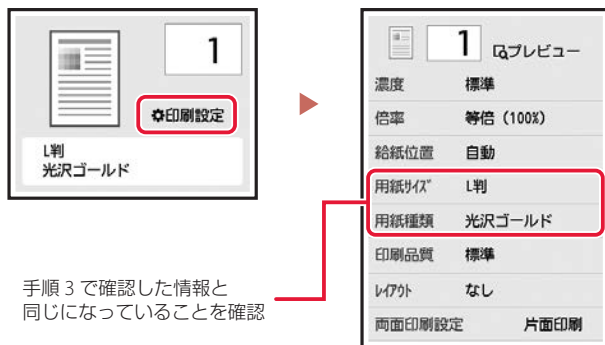 1
印刷設定
L判
光沢ゴールド
1 プレビュー
濃度 標準
倍率 等倍（100%）
給紙位置 自動
用紙ｻｲｽﾞ L判
用紙種類 光沢ゴールド
印刷品質 標準
ﾚｲｱｳﾄ なし
両面印刷設定 片面印刷
手順 3 で確認した情報と
同じになっていることを確認